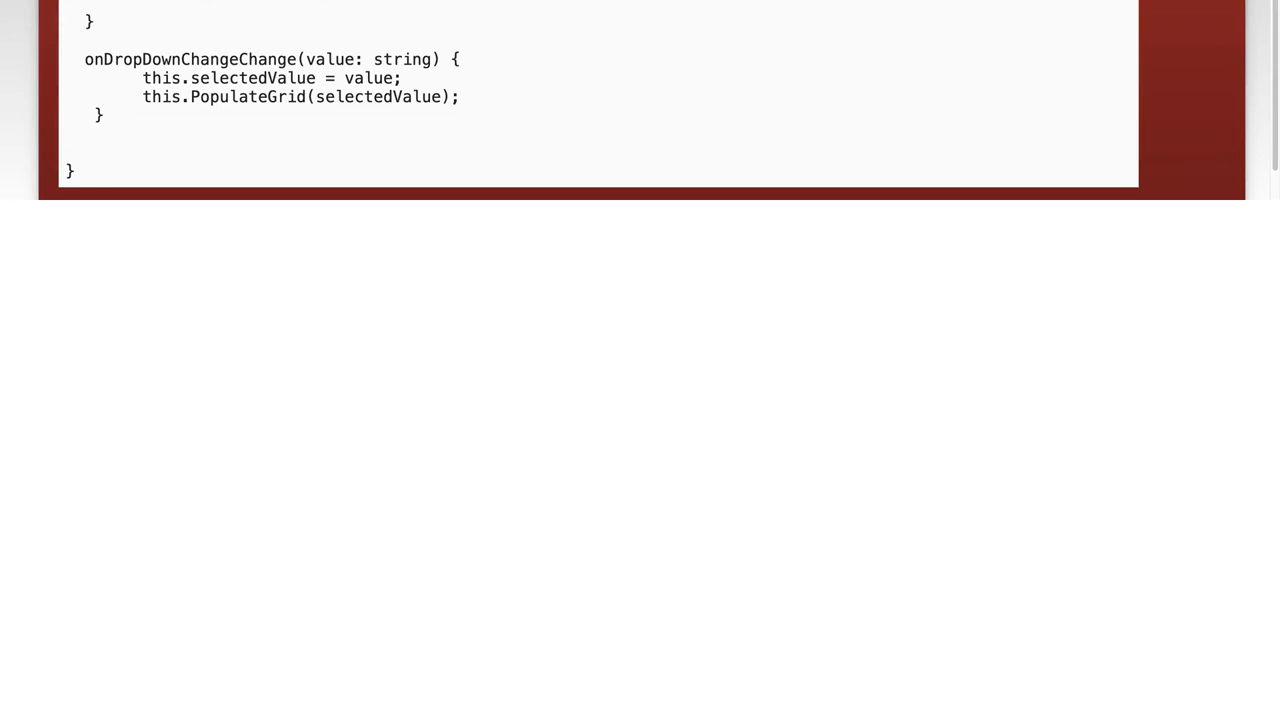 }
onDropDownChangeChange(value: string) {
this.selectedValue = value;
this.PopulateGrid(selectedValue);
}
}